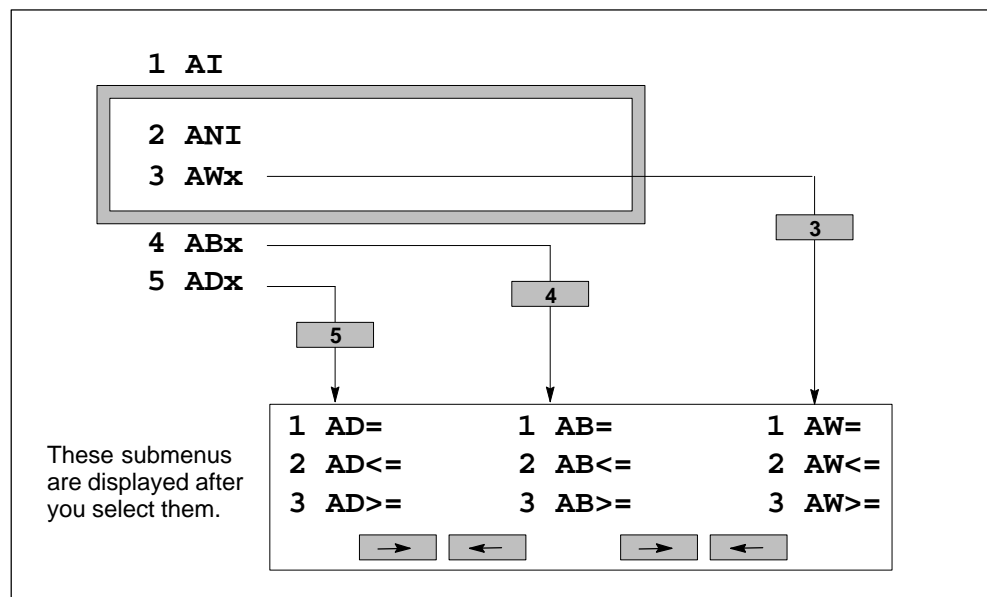 1 AI
2 ANI
3 AWx
4 ABx
5 ADx
3
4
5
These submenus
are displayed after
you select them.
1 AD= 1 AB= 1 AW=
2 AD<= 2 AB<= 2 AW<=
3 AD>= 3 AB>= 3 AW>=